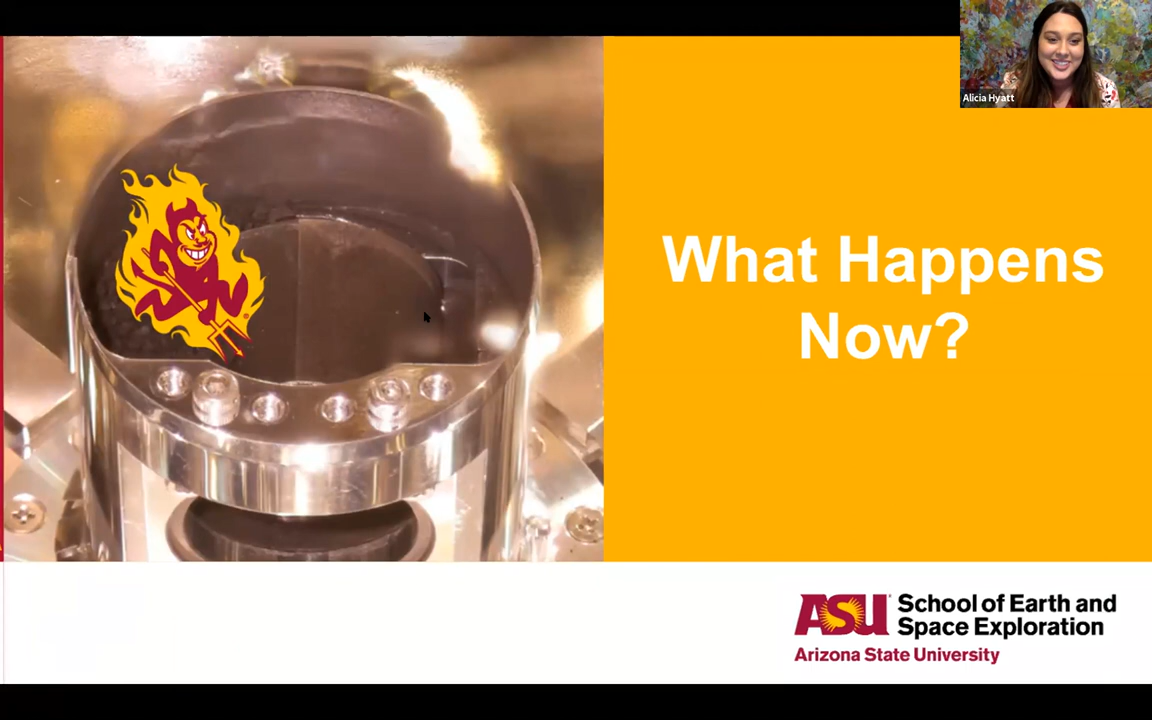 Alicia Hyatt
What Happens
Now?
ASU School of Earth and
Space Exploration
Arizona State University